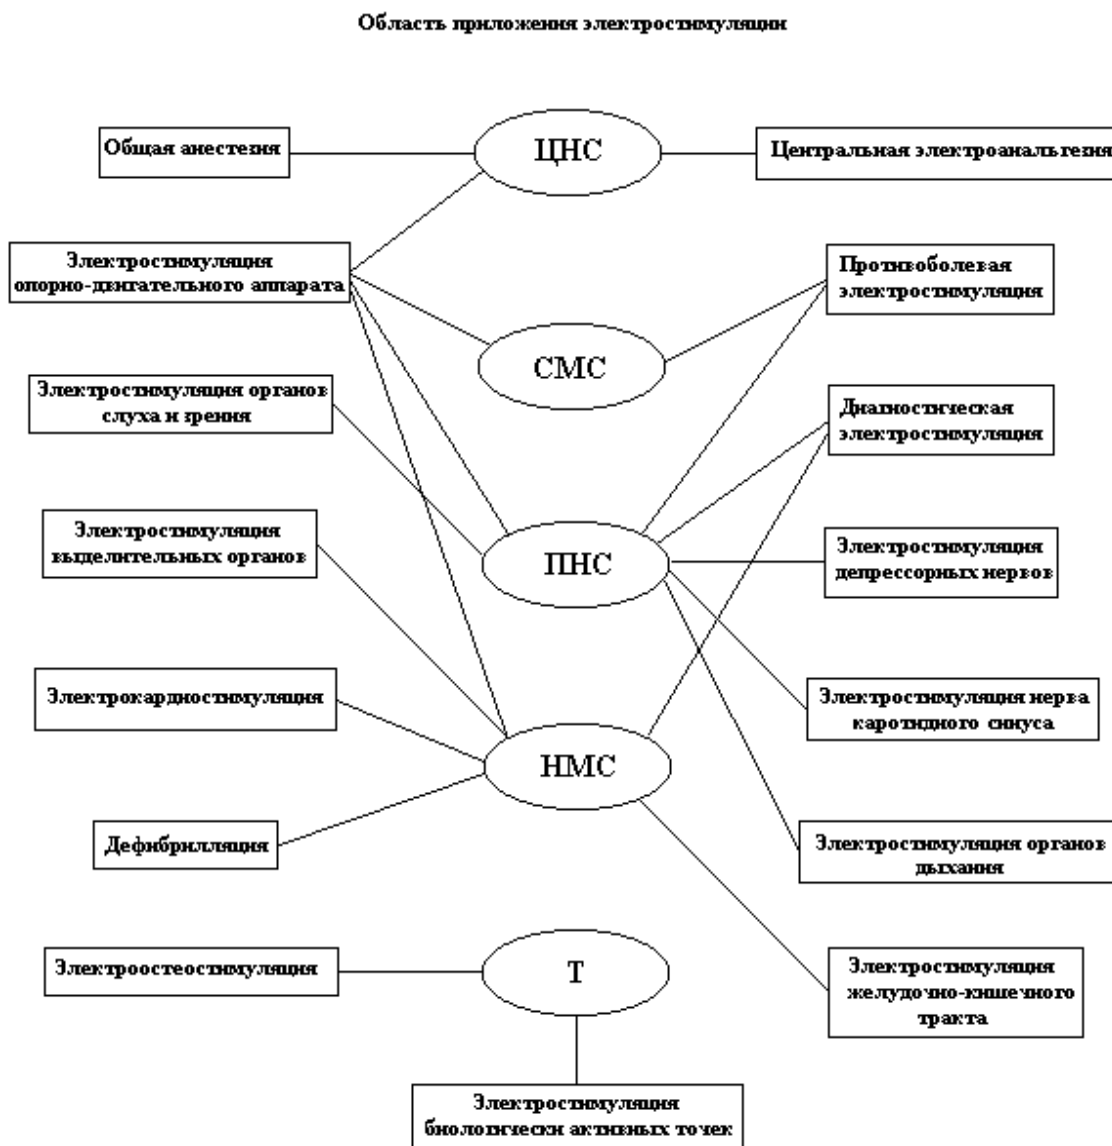 Область приложения электростимуляции
Общая анестезия
ЦНС
Центральная электроанальгезия
Электростимуляция
опорно-двигательного аппарата
Противоболевая
электростимуляция
СМС
Электростимуляция органов
слуха и зрения
Диагностическая
электростимуляция
Электростимуляция
выделительных органов
ПНС
Электростимуляция
депрессорных нервов
Электрокардиостимуляция
Электростимуляция нерва
каротидного синуса
НМС
Дефибрилляция
Электростимуляция органов
дыхания
Электроостеостимуляция
Т
Электростимуляция
желудочно-кишечного
тракта
Электростимуляция
биологически активных точек